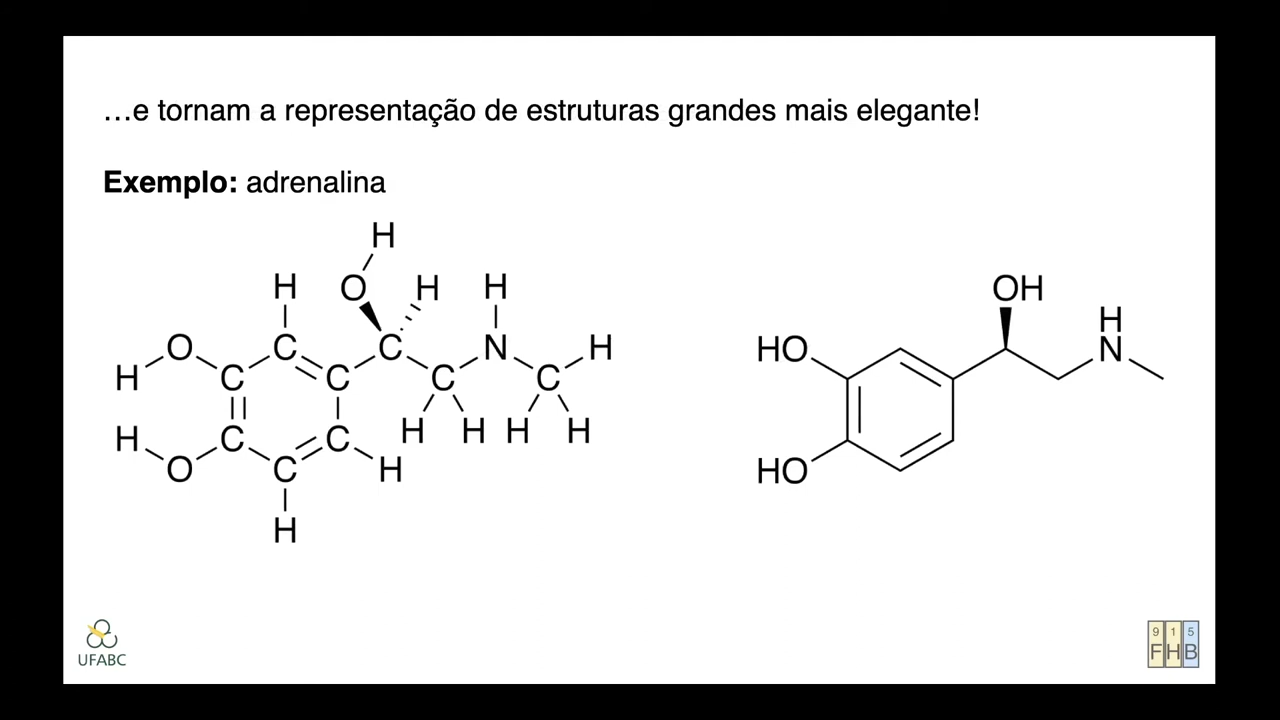 …e tornam a representação de estruturas grandes mais elegante!
Exemplo: adrenalina
H
H O H H
H O C C N H
H C C C C
H C C H H H H
O C H
H
OH
H
HO N
HO
UFABC
9 1 5
F H B